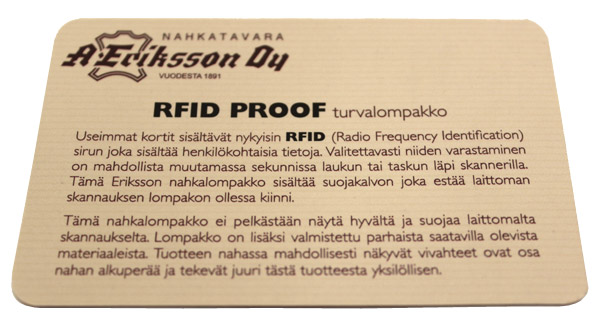 NAHKATAVARA
A. Eriksson Oy
VUODESTA 1891
RFID PROOF turvalompakko
Useimmat kortit sisältävät nykyisin RFID (Radio Frequency Identification)
sirun joka sisältää henkilökohtaisia tietoja. Valitettavasti niiden varastaminen
on mahdollista muutamassa sekunnissa laukun tai taskun läpi skannerilla.
Tämä Eriksson nahkalompakko sisältää suojakalvon joka estää laittoman
skannauksen lompakon ollessa kiinni.
Tämä nahkalompakko ei pelkästään näytä hyvältä ja suojaa laittomalta
skannaukselta. Lompakko on lisäksi valmistettu parhaista saatavilla olevista
materiaaleista. Tuotteen nahassa mahdollisesti näkyvät vivahteet ovat osa
nahan alkuperää ja tekevät juuri tästä tuotteesta yksilöllisen.